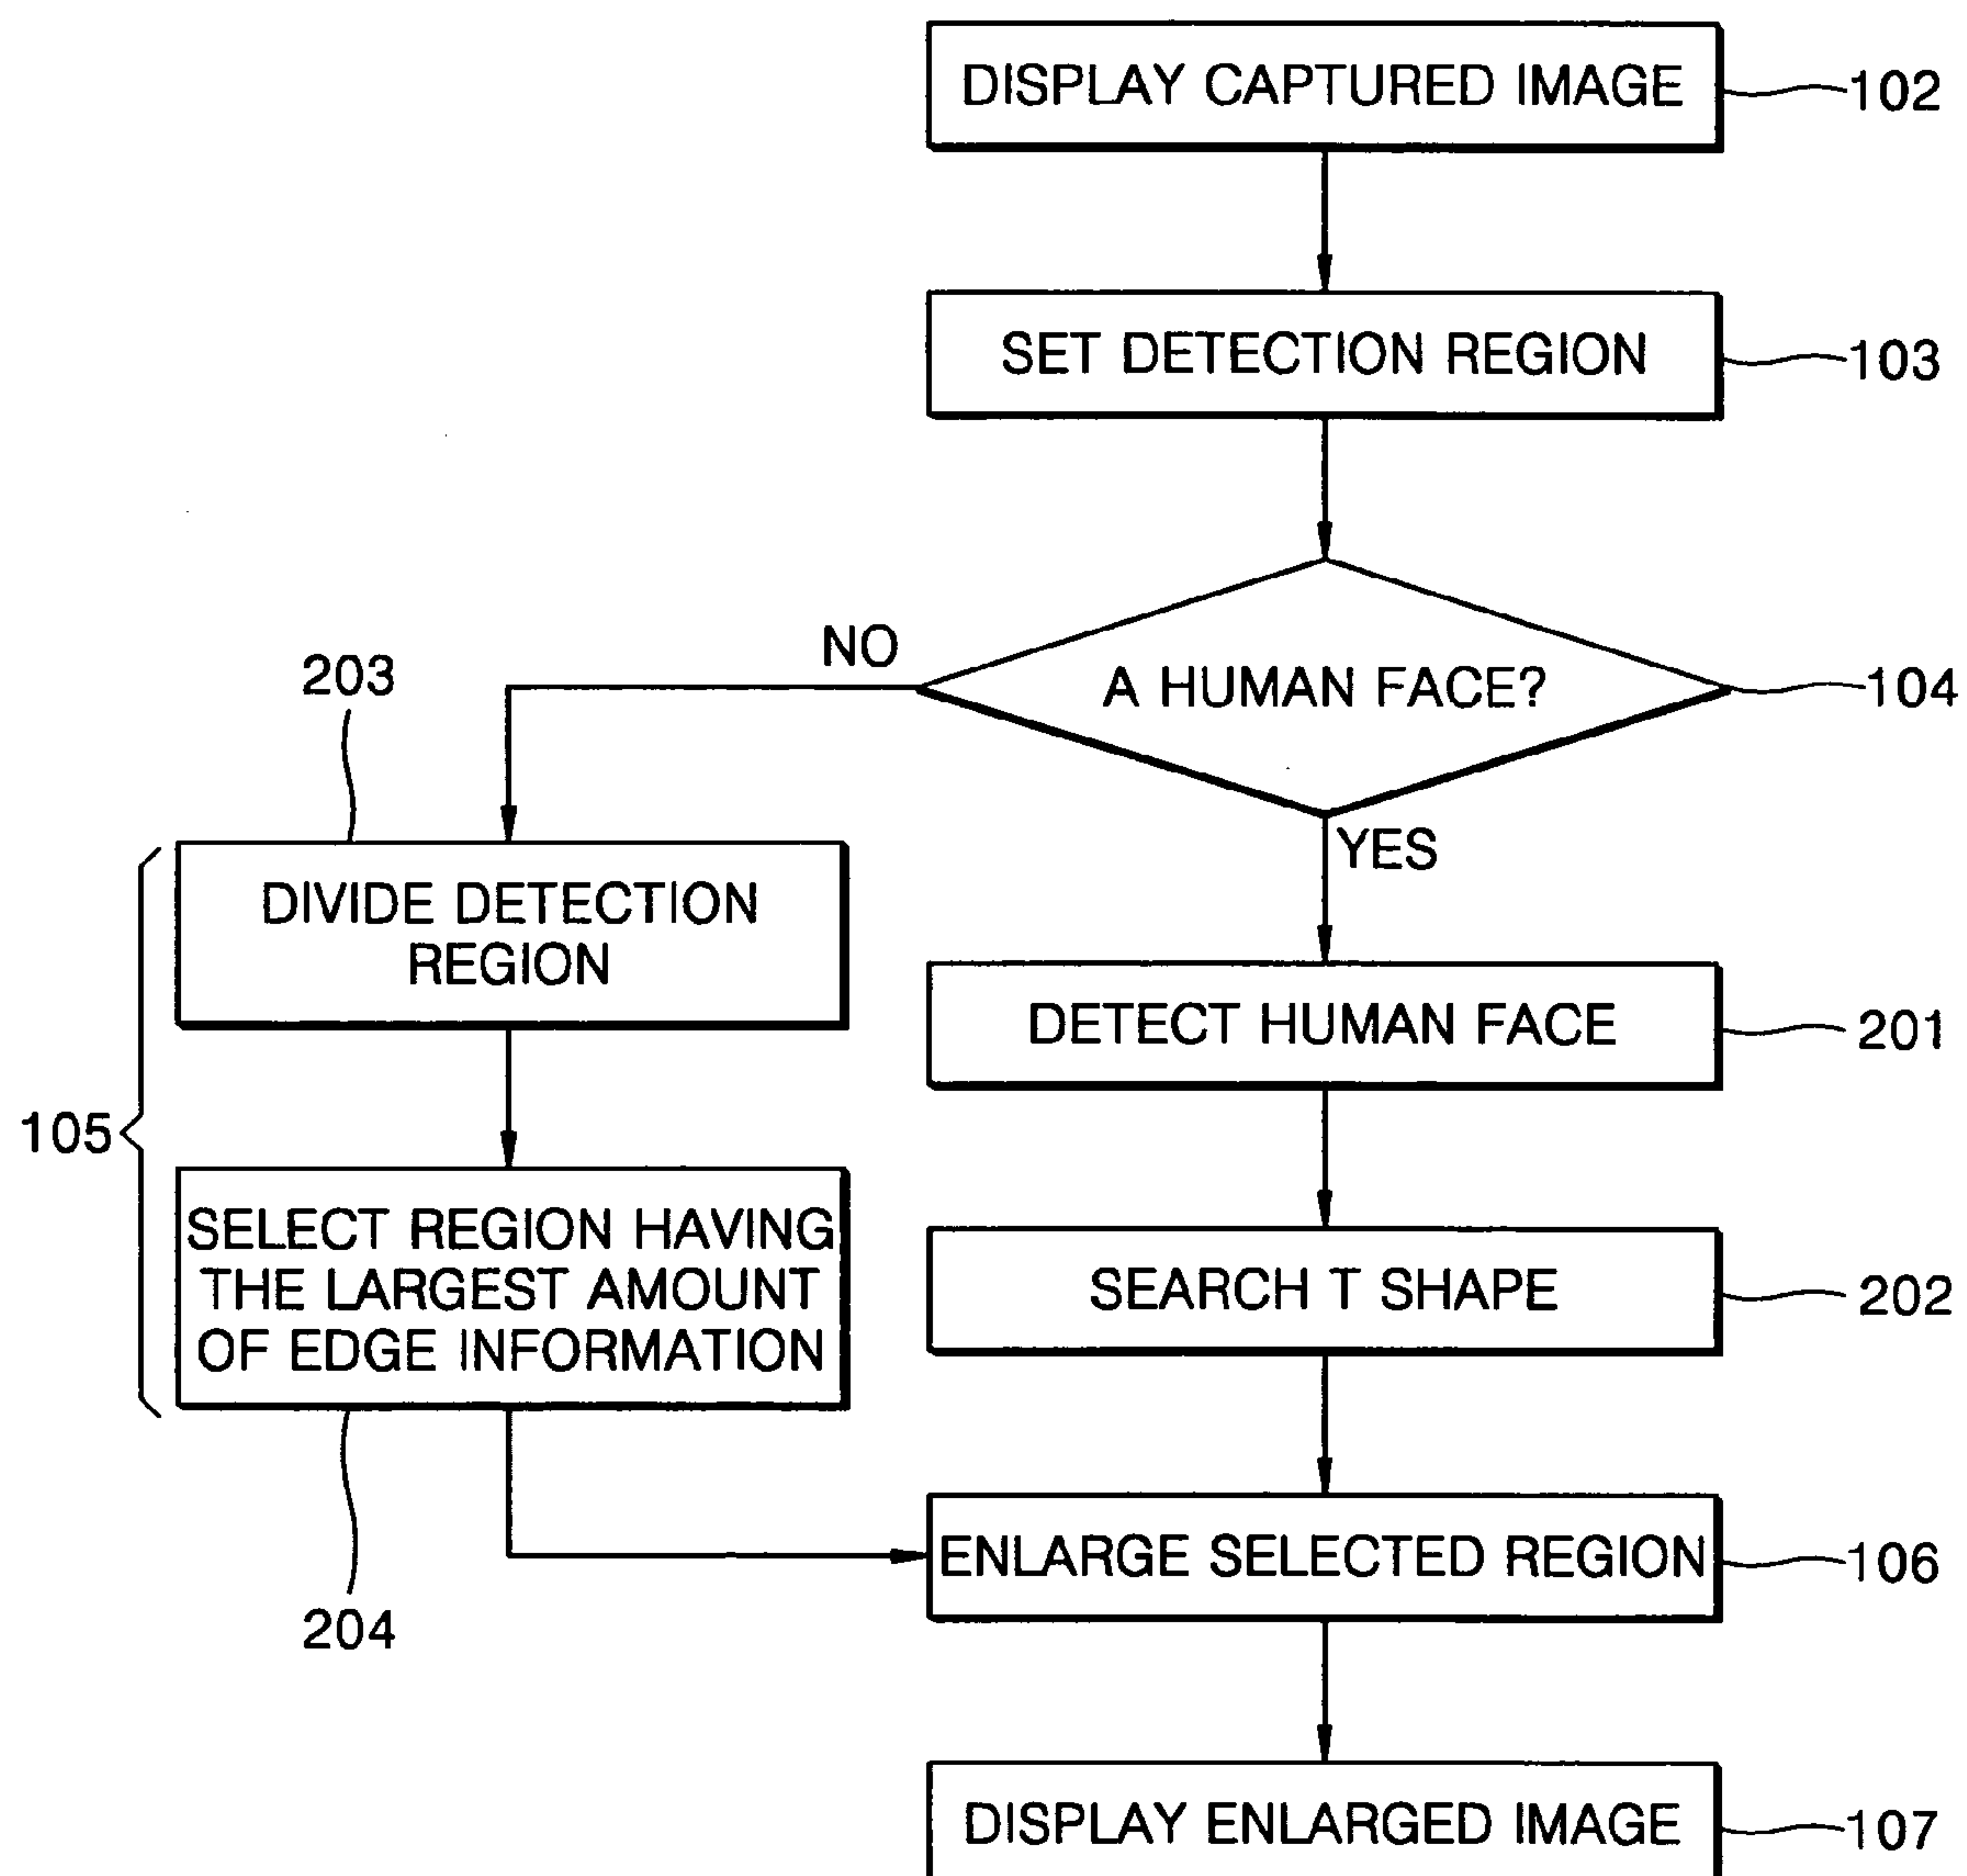 DISPLAY CAPTURED IMAGE
102
SET DETECTION REGION
103
A HUMAN FACE?
104
NO
YES
203
DIVIDE DETECTION
REGION
105
SELECT REGION HAVING
THE LARGEST AMOUNT
OF EDGE INFORMATION
204
DETECT HUMAN FACE
201
SEARCH T SHAPE
202
ENLARGE SELECTED REGION
106
DISPLAY ENLARGED IMAGE
107